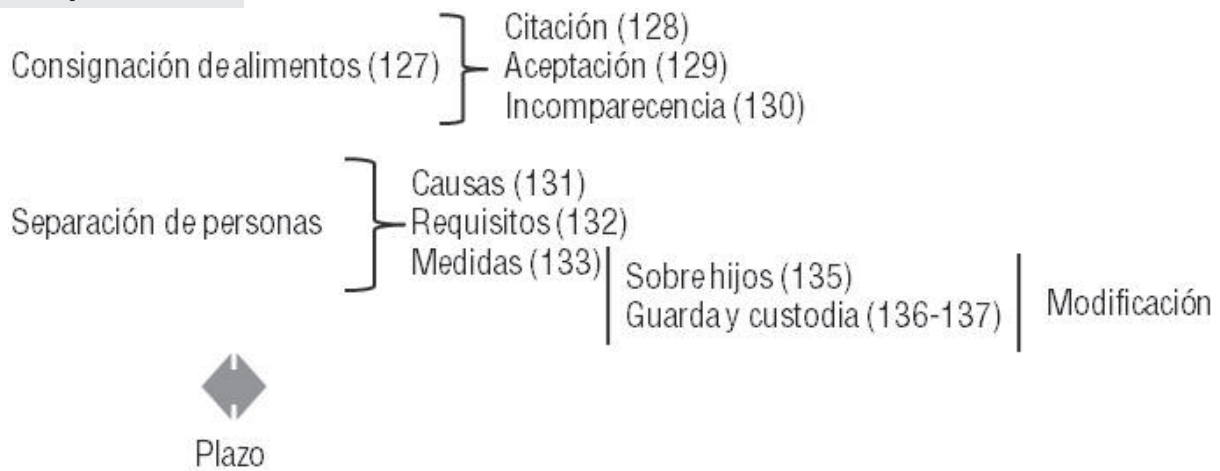 Consignación de alimentos (127)
Citación (128)
Aceptación (129)
Incomparecencia (130)
Separación de personas
Causas (131)
Requisitos (132)
Medidas (133)
Sobre hijos (135)
Guarda y custodia (136-137)
Modificación
Plazo